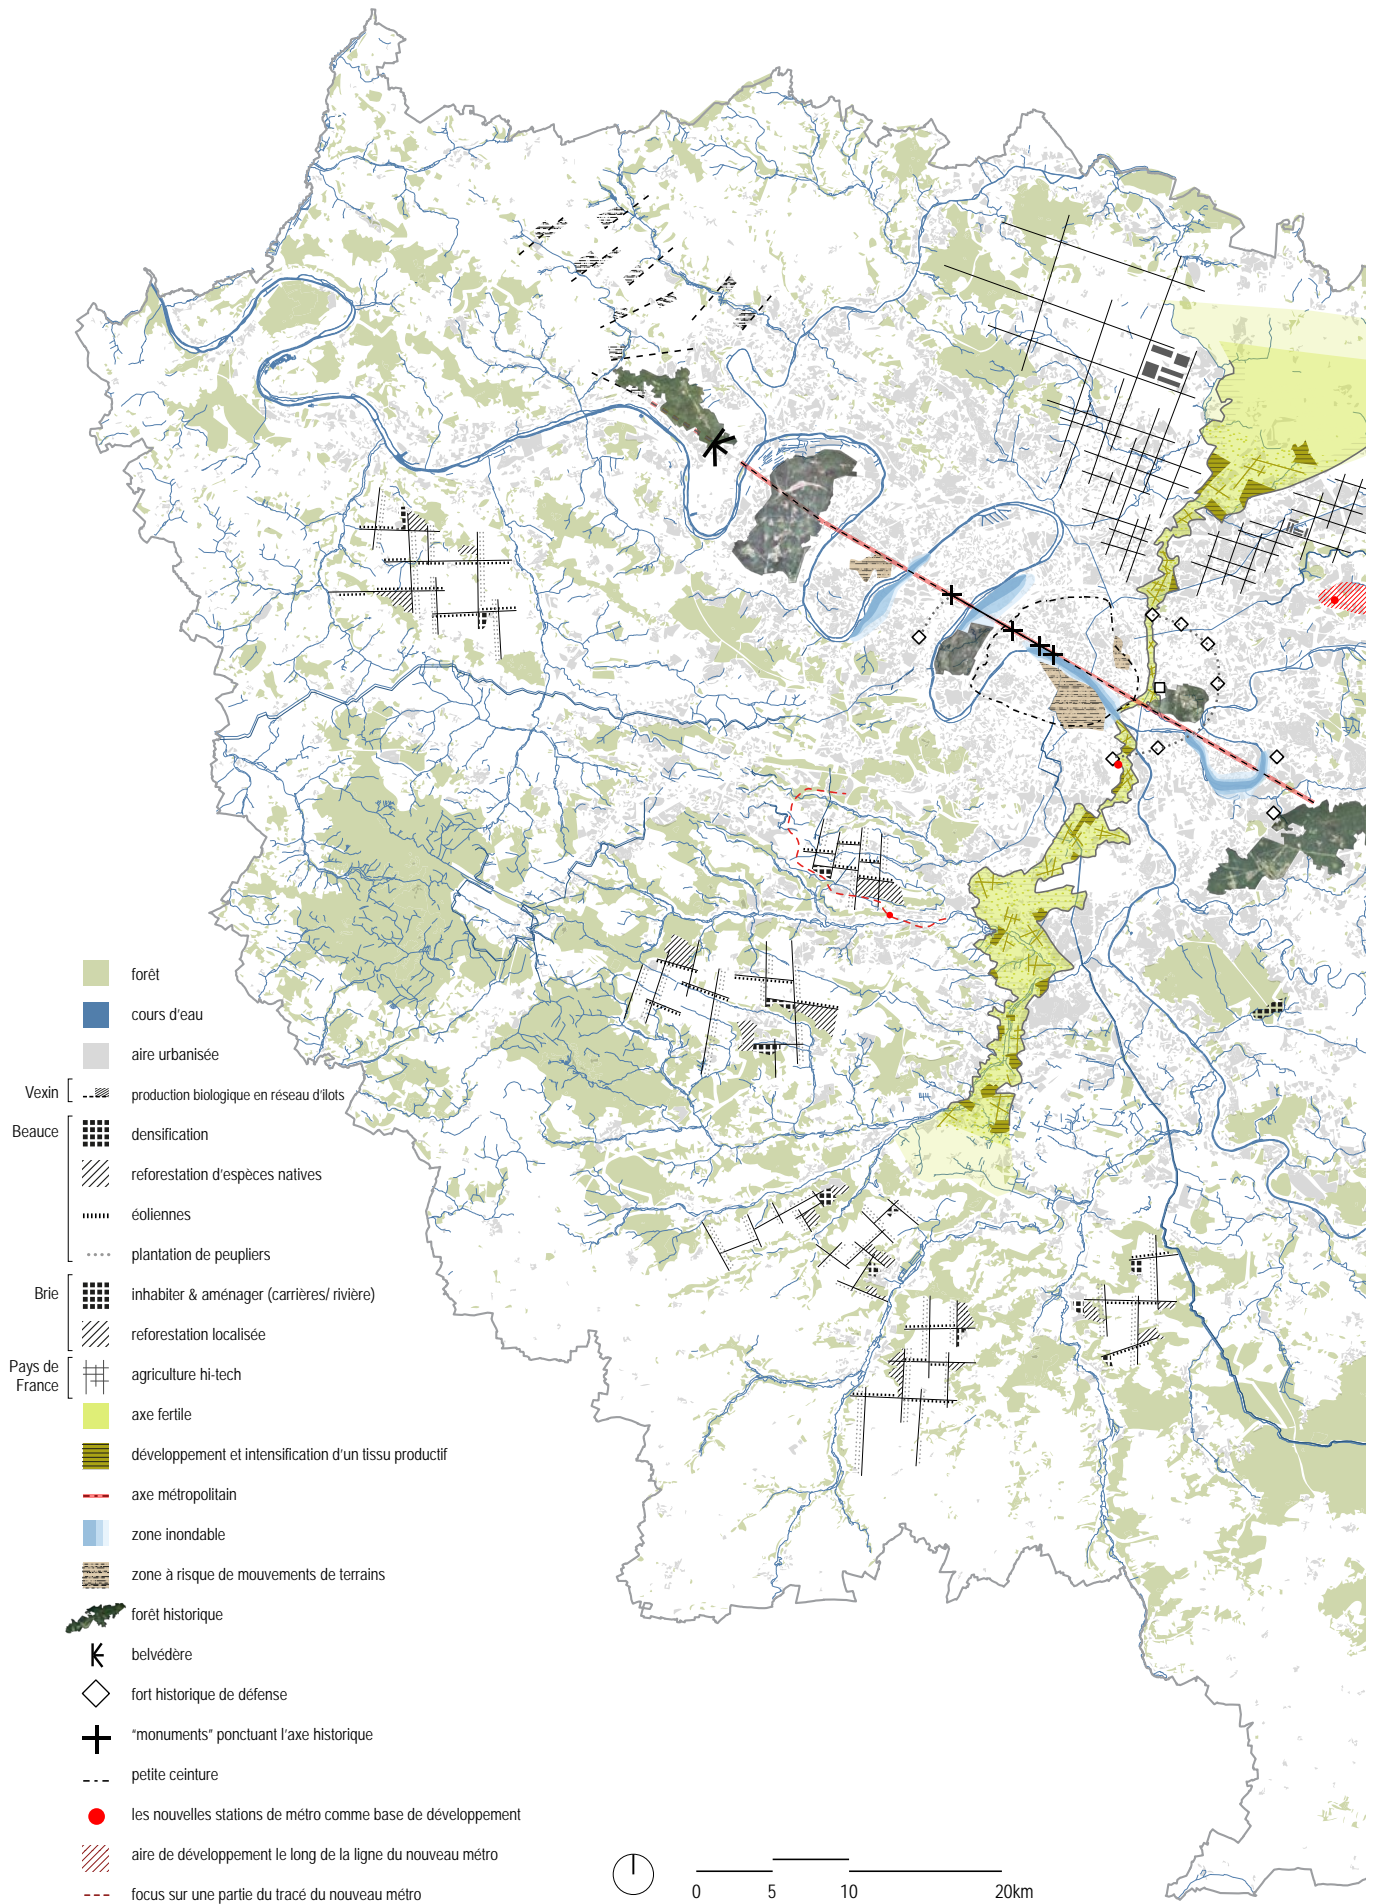 forêt
cours d'eau
aire urbanisée
Vexin
production biologique en réseau d'ilots
Beauce
densification
reforestation d'espèces natives
éoliennes
plantation de peupliers
Brie
inhabiter & aménager (carrières/ rivière)
reforestation localisée
Pays de
France
agriculture hi-tech
axe fertile
développement et intensification d'un tissu productif
axe métropolitain
zone inondable
zone à risque de mouvements de terrains
forêt historique
belvédère
fort historique de défense
"monuments" ponctuant l'axe historique
petite ceinture
les nouvelles stations de métro comme base de développement
aire de développement le long de la ligne du nouveau métro
focus sur une partie du tracé du nouveau métro
0 5 10 20km